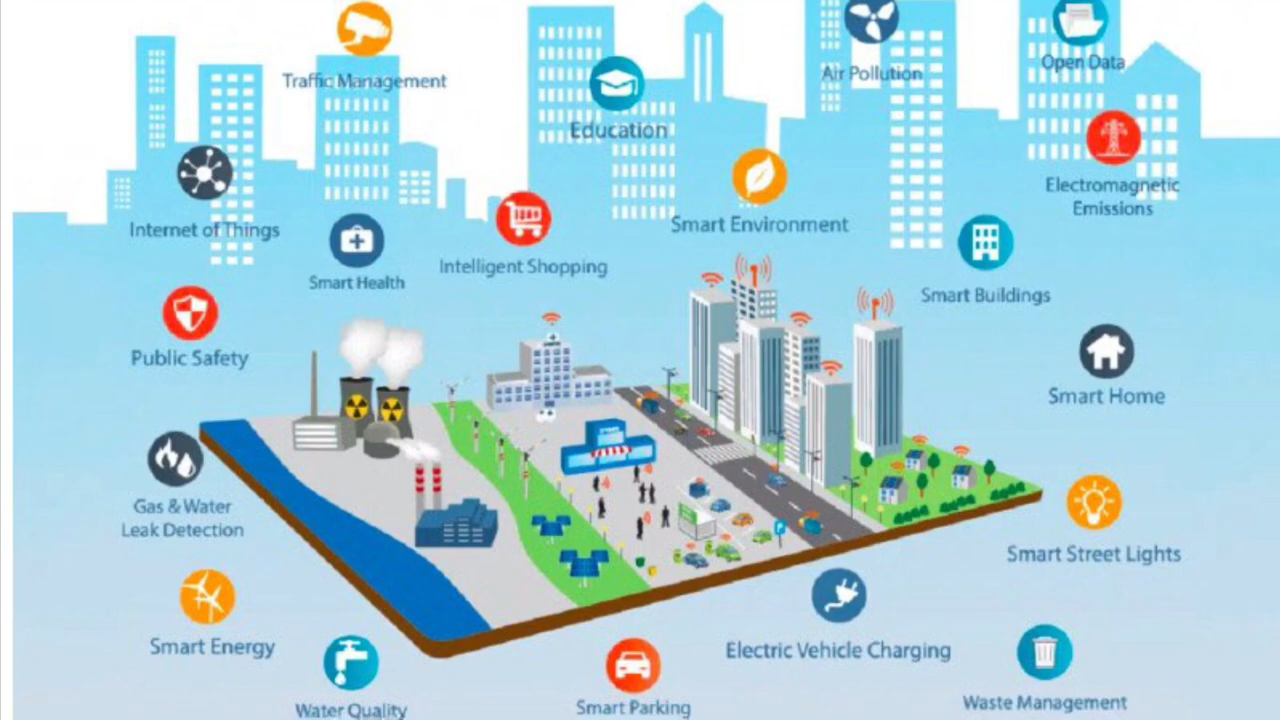 Traffic Management
Education
Air Pollution
Open Data
Internet of Things
Smart Health
Intelligent Shopping
Smart Environment
Electromagnetic
Emissions
Smart Buildings
Public Safety
Smart Home
Gas & Water
Leak Detection
Smart Street Lights
Smart Energy
Electric Vehicle Charging
Water Quality
Smart Parking
Waste Management
P